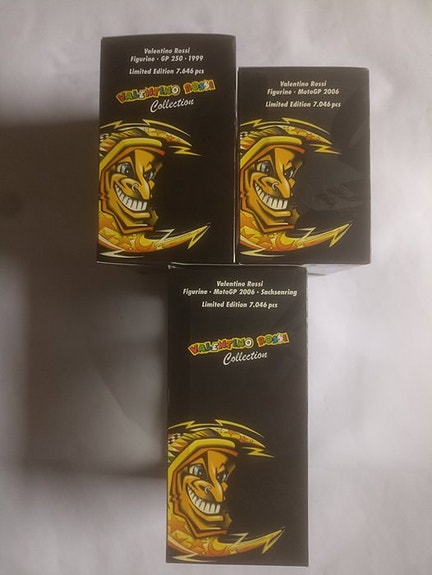 Valentino Rossi
Figurine · GP 250 · 1999
Limited Edition 7.646 pcs
VALENTINO ROSSI
Collection
Valentino Rossi
Figurine · MotoGP 2006
Limited Edition 7.046 pcs
Valentino Rossi
Figurine · MotoGP 2006 · Sachsenring
Limited Edition 7.046 pcs
VALENTINO ROSSI
Collection